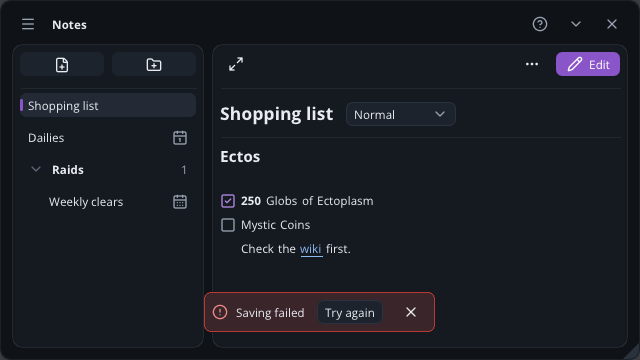 Notes
Edit
Shopping list
Dailies
Raids 1
Weekly clears
Shopping list Normal
Ectos
250 Globs of Ectoplasm
Mystic Coins
Check the wiki first.
Saving failed Try again